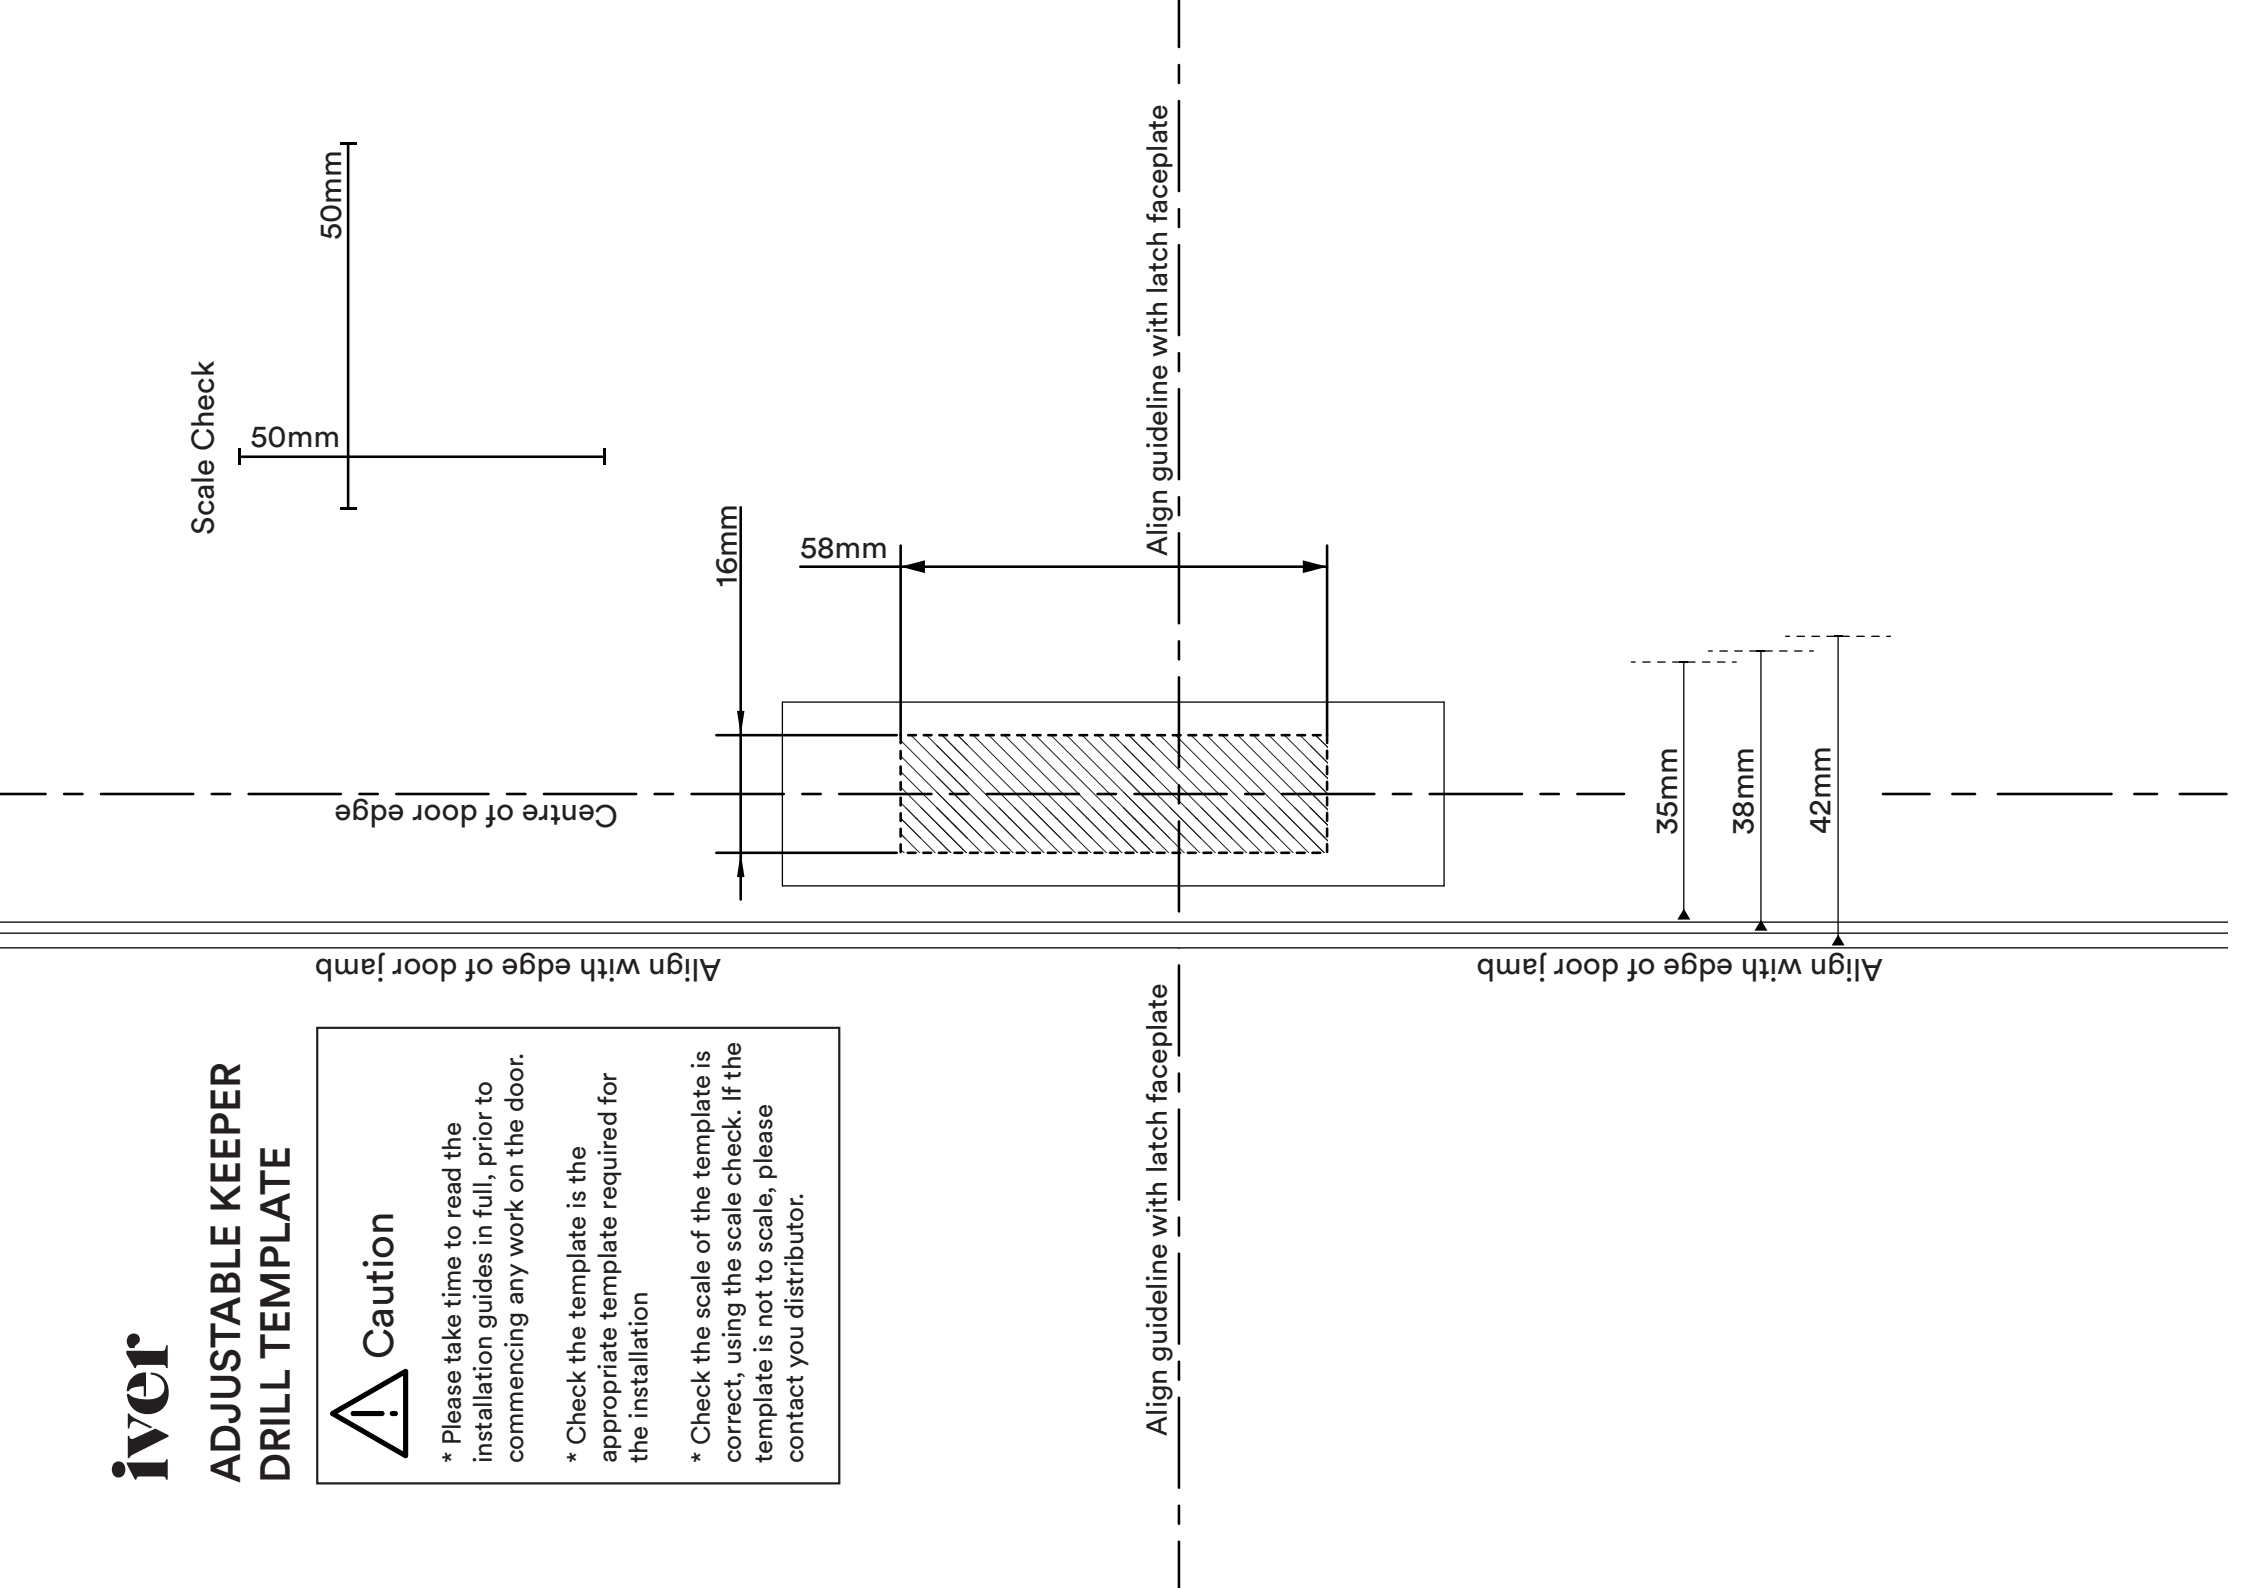 iver
ADJUSTABLE KEEPER
DRILL TEMPLATE
Caution
* Please take time to read the
installation guides in full, prior to
commencing any work on the door.
* Check the template is the
appropriate template required for
the installation
* Check the scale of the template is
correct, using the scale check. If the
template is not to scale, please
contact you distributor.
Scale Check
50mm
50mm
16mm
58mm
Centre of door edge
Align with edge of door jamb
Align with edge of door jamb
Align guideline with latch faceplate
Align guideline with latch faceplate
35mm
38mm
42mm